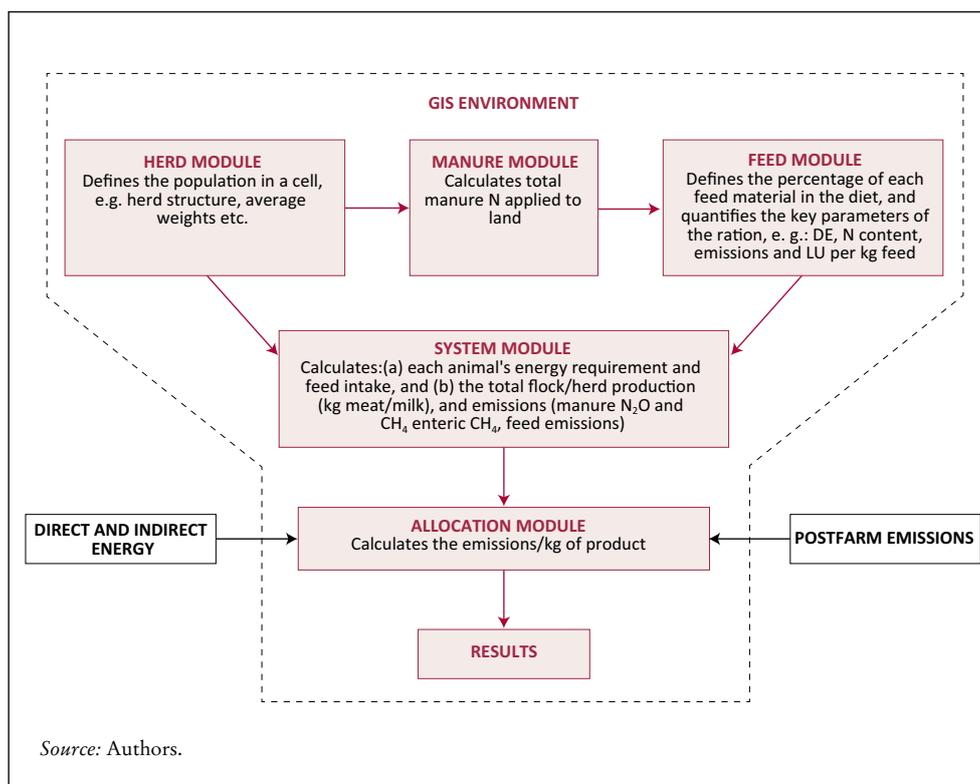 GIS ENVIRONMENT
HERD MODULE
Defines the population in a cell,
e.g. herd structure, average
weights etc.
MANURE MODULE
Calculates total
manure N applied to
land
FEED MODULE
Defines the percentage of each
feed material in the diet, and
quantifies the key parameters of
the ration, e. g.: DE, N content,
emissions and LU per kg feed
SYSTEM MODULE
Calculates:(a) each animal's energy requirement and
feed intake, and (b) the total flock/herd production
(kg meat/milk), and emissions (manure N₂O and
CH₄ enteric CH₄, feed emissions)
DIRECT AND INDIRECT
ENERGY
ALLOCATION MODULE
Calculates the emissions/kg of product
POSTFARM EMISSIONS
RESULTS
Source: Authors.